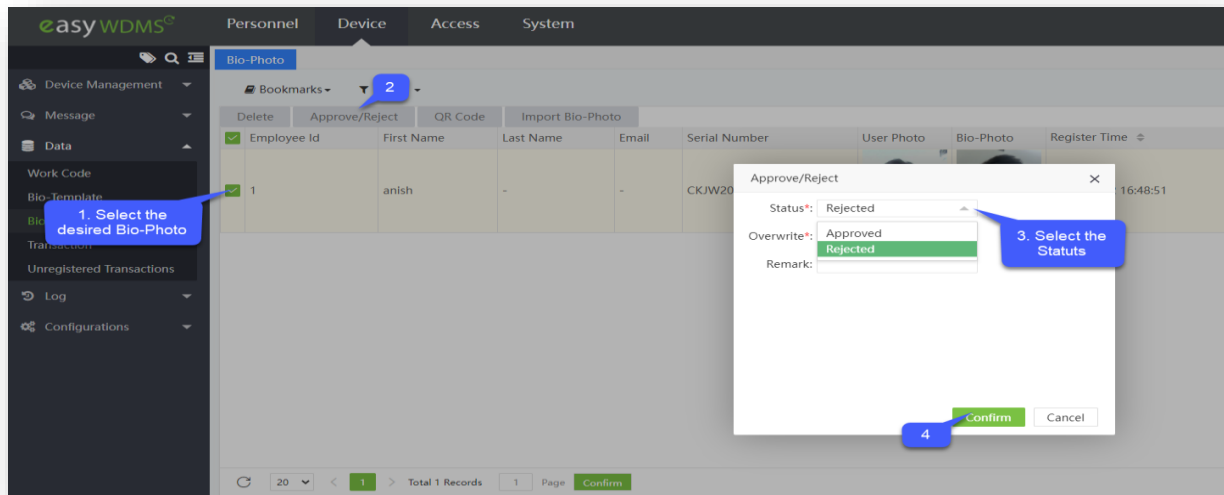 easy WDMS
Personnel Device Access System
Bio-Photo
Device Management
Bookmarks
2
Message
Delete Approve/Reject QR Code Import Bio-Photo
Employee Id First Name Last Name Email Serial Number User Photo Bio-Photo Register Time
Data
Work Code
Bio-Template
1 anish - - CKJW20 16:48:51
1. Select the
desired Bio-Photo
Transaction
Unregistered Transactions
Log
Configurations
Approve/Reject
Status*: Rejected
Overwrite*:
Approved
Rejected
Remark:
3. Select the
Statuts
Confirm Cancel
4
20 < 1 > Total 1 Records 1 Page Confirm